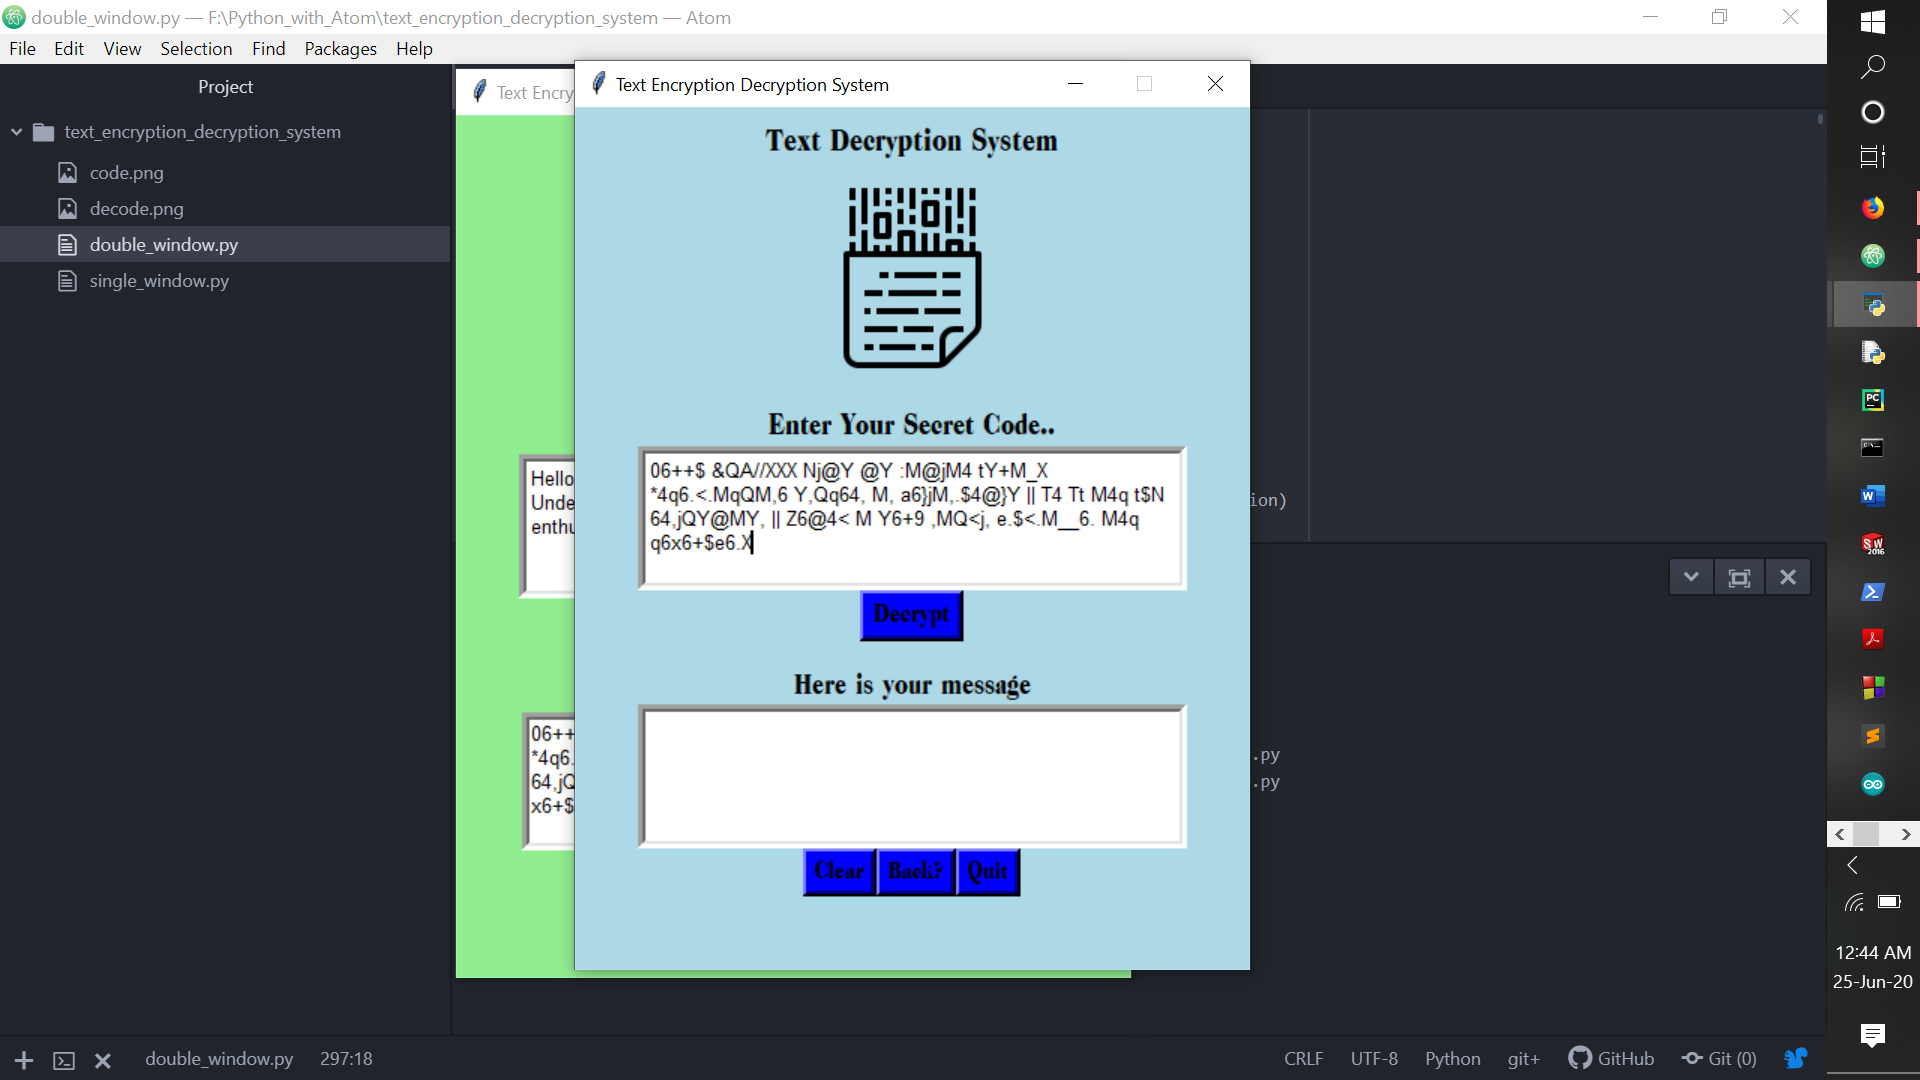 double_window.py — F:\Python_with_Atom\text_encryption_decryption_system — Atom
File Edit View Selection Find Packages Help
Project
text_encryption_decryption_system
code.png
decode.png
double_window.py
single_window.py
Text Encry
Hello
Unde
enthu
06++
*4q6.
64,jQ
x6+$
Text Encryption Decryption System
Text Decryption System
Enter Your Secret Code..
06++$ &QA//XXX Nj@Y @Y :M@jM4 tY+M_X
*4q6.<.MqQM,6 Y,Qq64, M, a6}jM,.$4@}Y || T4 Tt M4q t$N
64,jQY@MY, || Z6@4< M Y6+9 ,MQ<j, e.$<.M__6. M4q
q6x6+$e6.X
Decrypt
Here is your message
Clear Back? Quit
ion)
.py
.py
PC
W
SW
2016
12:44 AM
25-Jun-20
double_window.py 297:18
CRLF UTF-8 Python git+ GitHub Git (0)